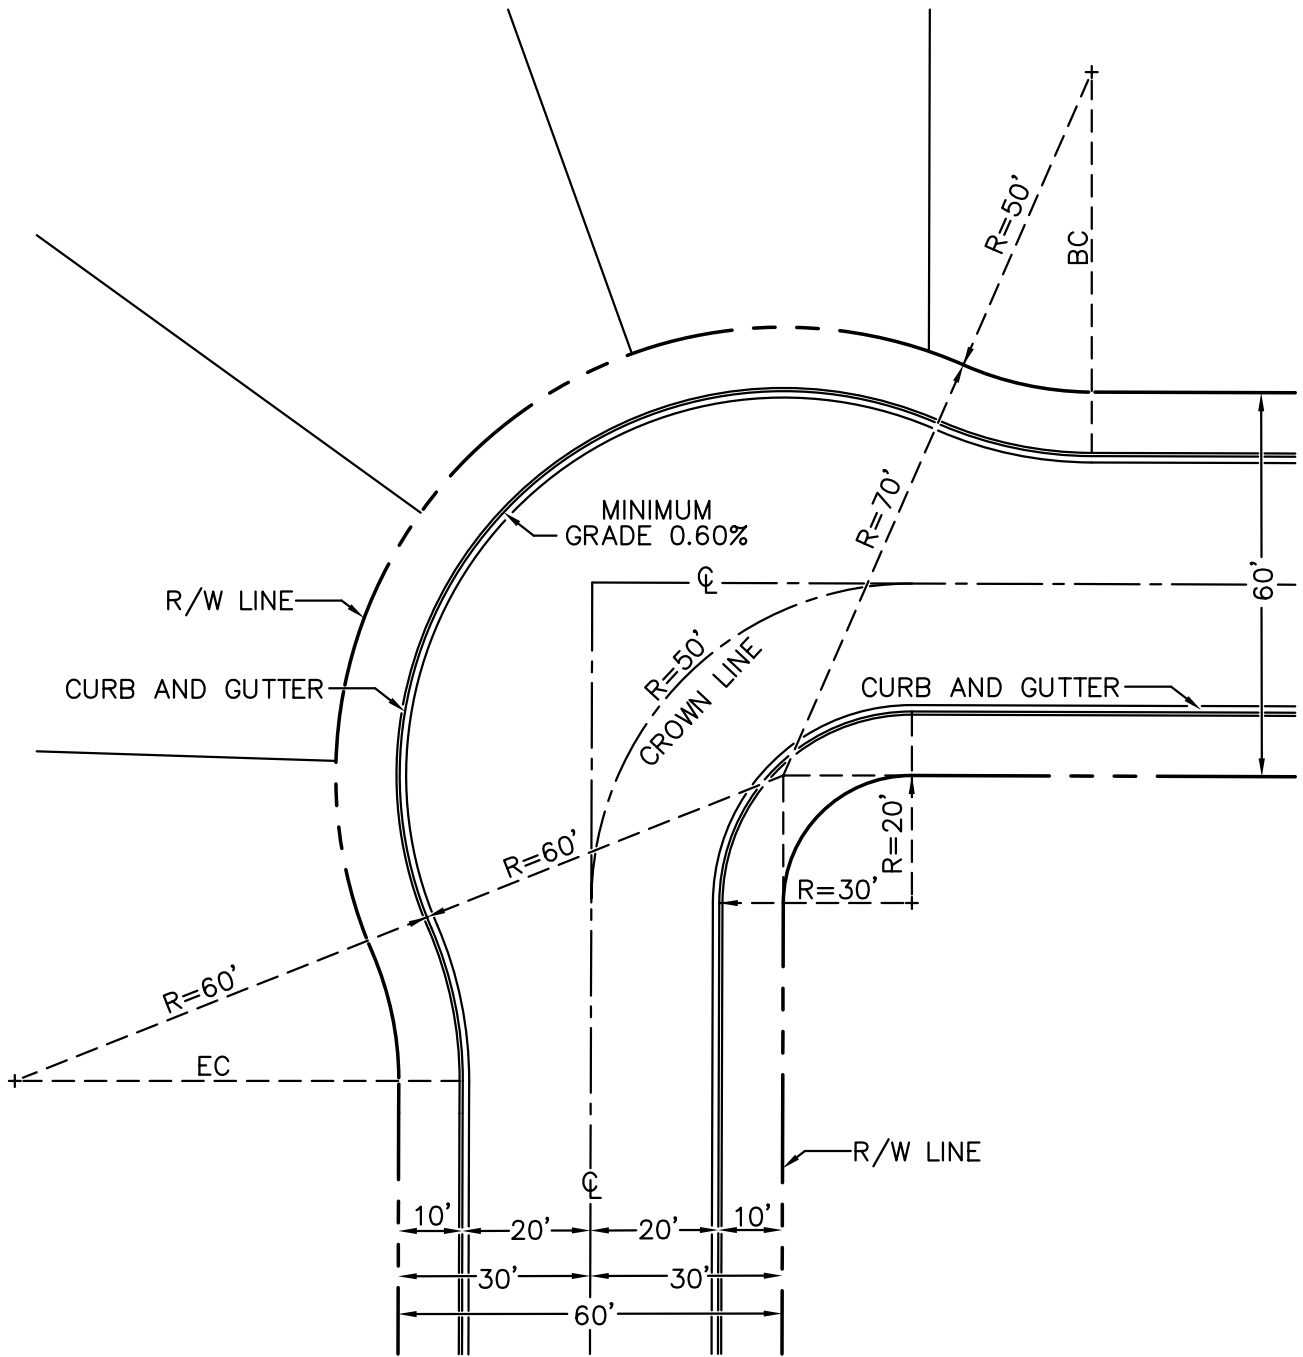 R=50'
BC
MINIMUM
GRADE 0.60%
R=70'
℄
60'
R/W LINE
R=50'
CROWN LINE
CURB AND GUTTER
CURB AND GUTTER
R=60'
R=20'
R=30'
R=60'
EC
R/W LINE
℄
10' 20' 20' 10'
30' 30'
60'